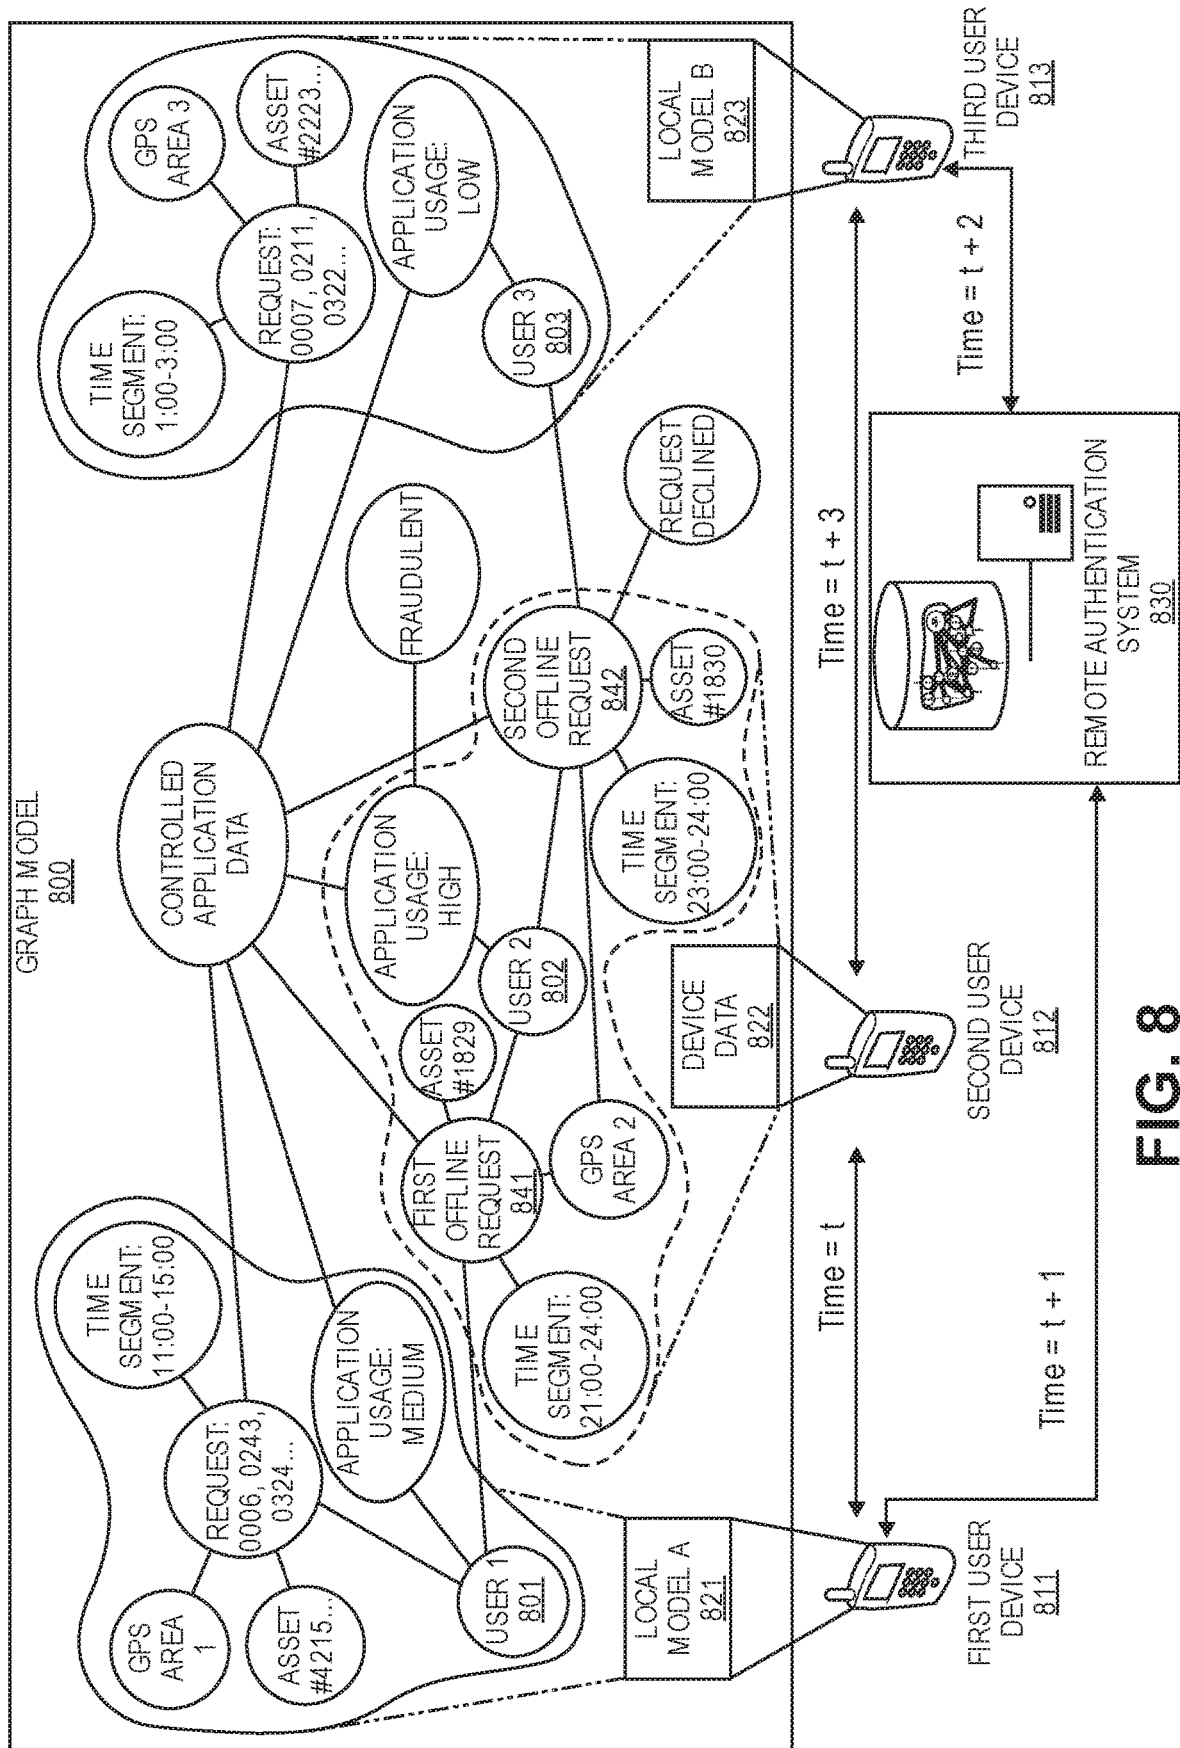 GRAPH MODEL
800
GPS
AREA 1
TIME
SEGMENT:
11:00-15:00
REQUEST:
0006, 0243,
0324...
ASSET
#4215...
APPLICATION
USAGE:
MEDIUM
USER 1
801
CONTROLLED
APPLICATION
DATA
FIRST
OFFLINE
REQUEST
841
ASSET
#1829
APPLICATION
USAGE:
HIGH
USER 2
802
TIME
SEGMENT:
21:00-24:00
GPS
AREA 2
FRAUDULENT
SECOND
OFFLINE
REQUEST
842
TIME
SEGMENT:
23:00-24:00
ASSET
#1830
REQUEST
DECLINED
TIME
SEGMENT:
1:00-3:00
GPS
AREA 3
REQUEST:
0007, 0211,
0322...
ASSET
#2223...
APPLICATION
USAGE:
LOW
USER 3
803
LOCAL
MODEL A
821
DEVICE
DATA
822
LOCAL
MODEL B
823
Time = t
Time = t + 3
FIRST USER
DEVICE
811
SECOND USER
DEVICE
812
THIRD USER
DEVICE
813
Time = t + 1
Time = t + 2
REMOTE AUTHENTICATION
SYSTEM
830
FIG. 8